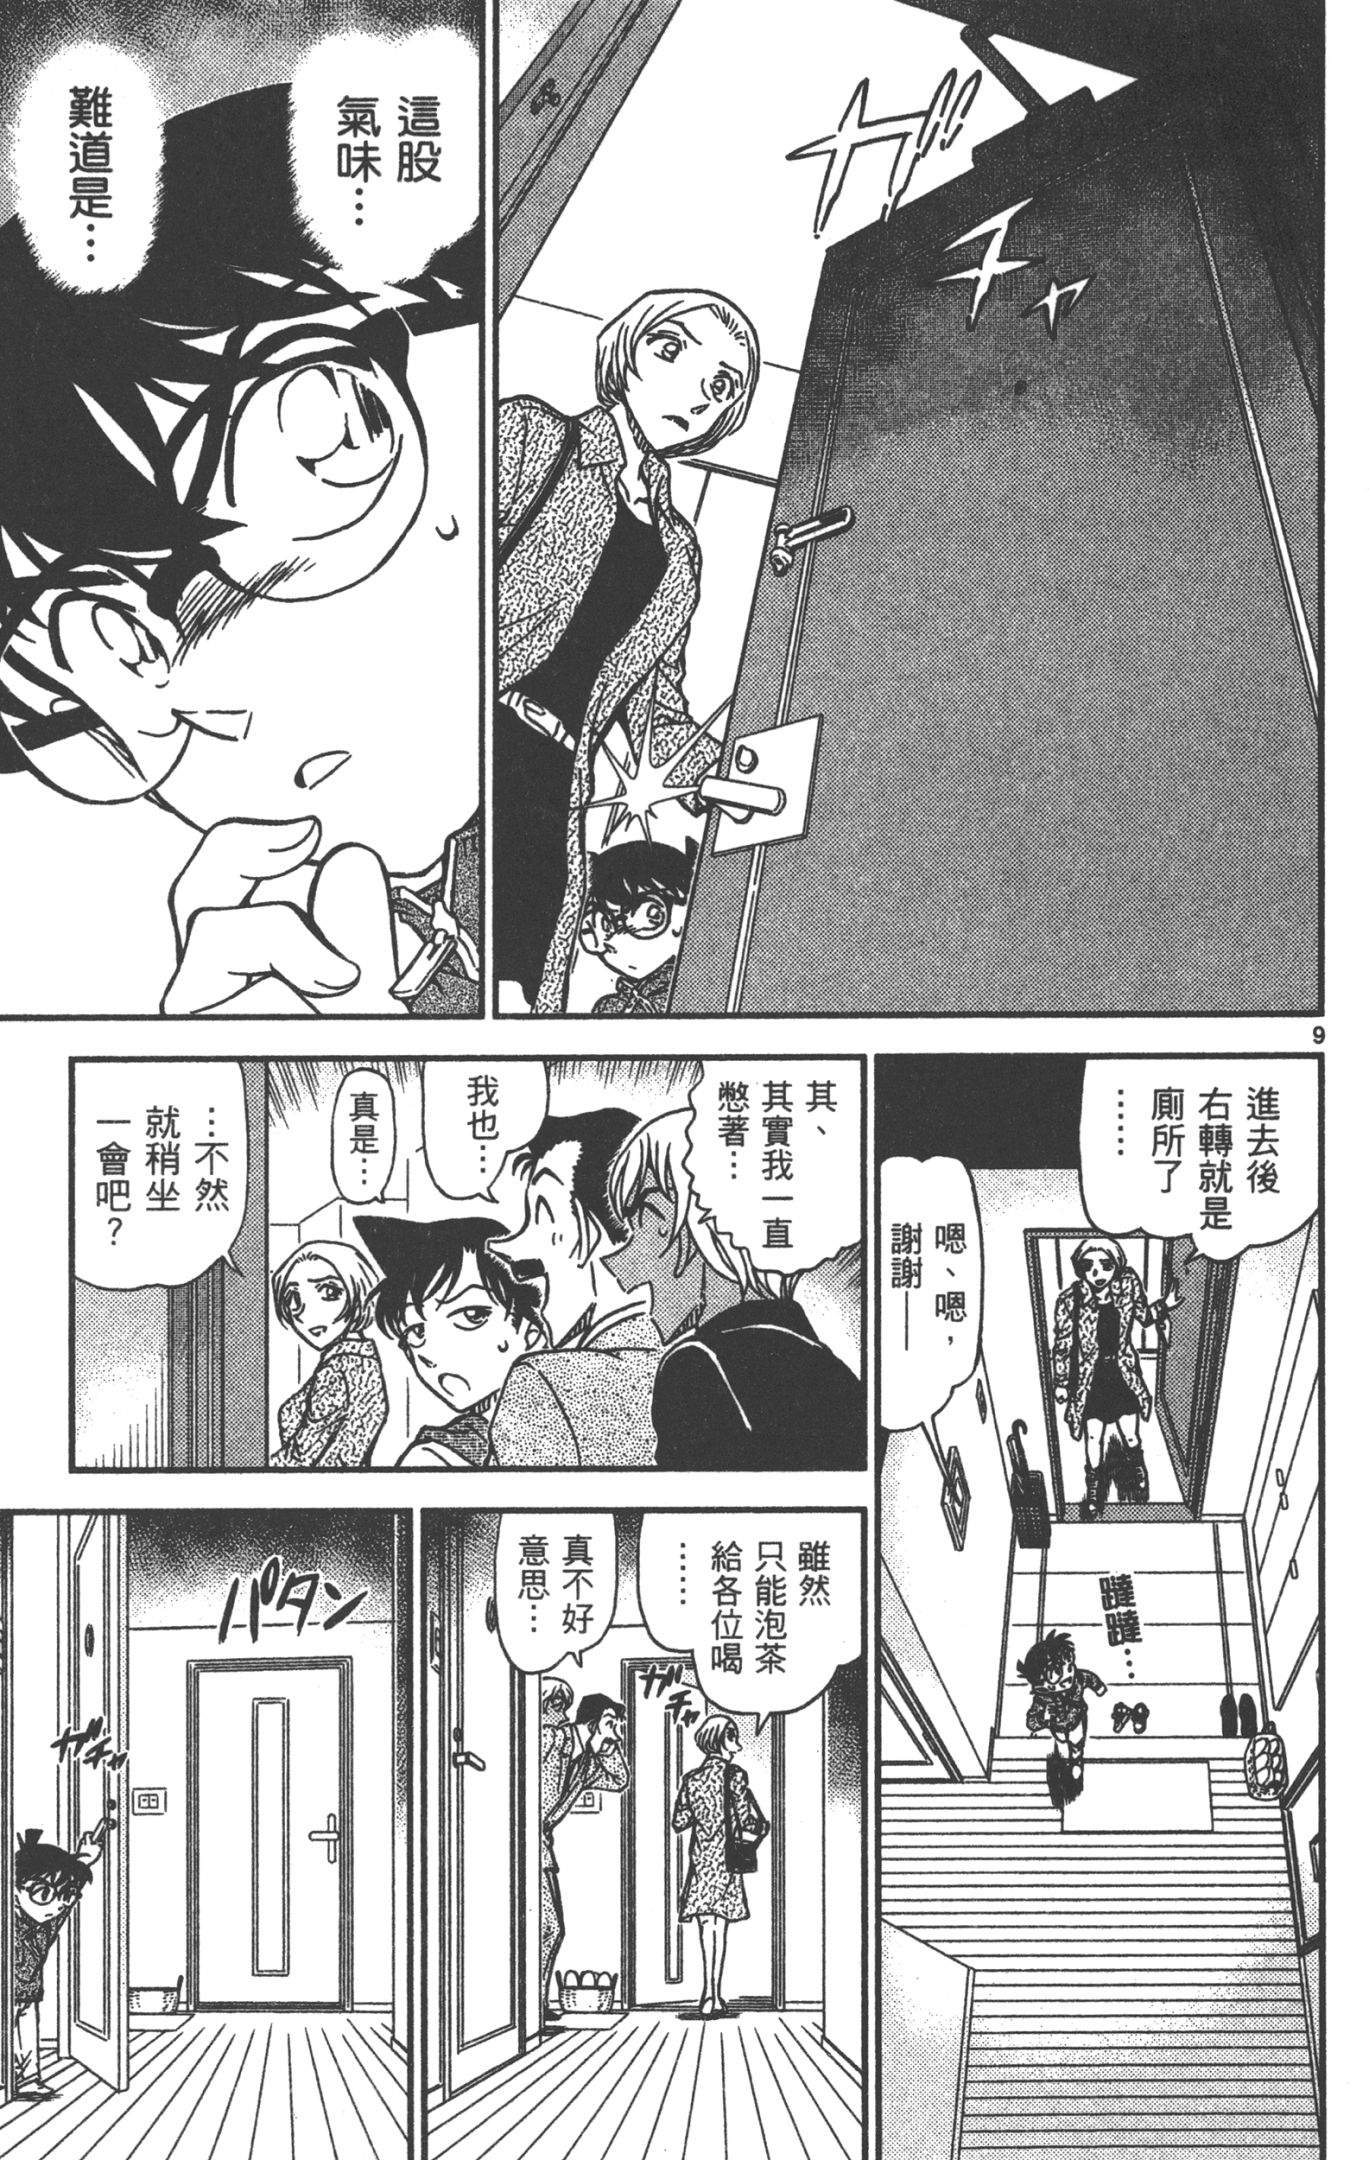 ガ!!
チャ
這股
氣味…
難道是…
9
進去後
右轉就是
廁所了
……
嗯、嗯，
謝謝——
躂躂…
其、
其實我一直
憋著…
我也…
真是…
…不然
就稍坐
一會吧？
雖然
只能泡茶
給各位喝
……
ガチャ
真不好
意思…
パタン
ガチャ